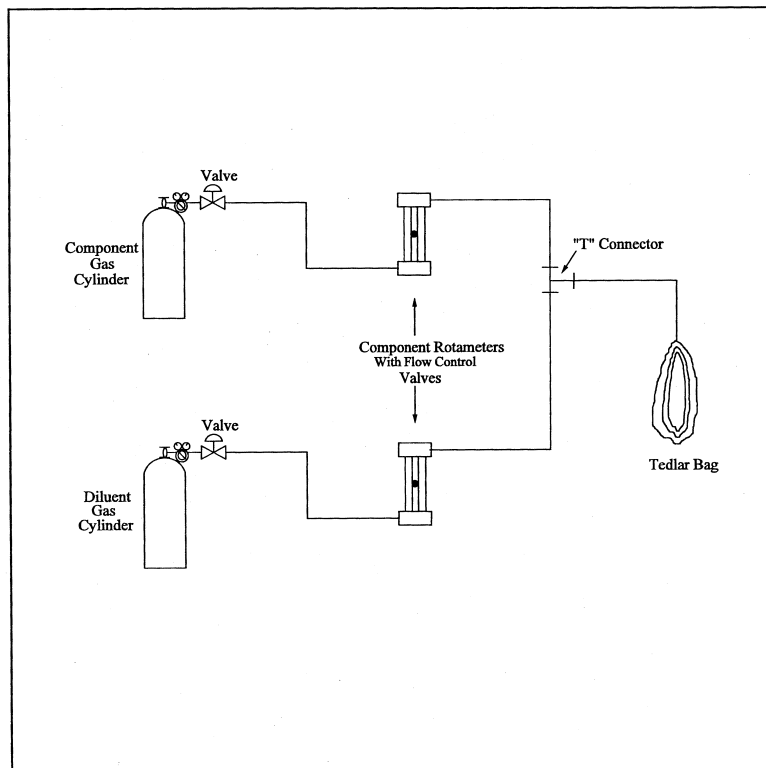 Valve
Component
Gas
Cylinder
"T" Connector
Component Rotameters
With Flow Control
Valves
Valve
Tedlar Bag
Diluent
Gas
Cylinder